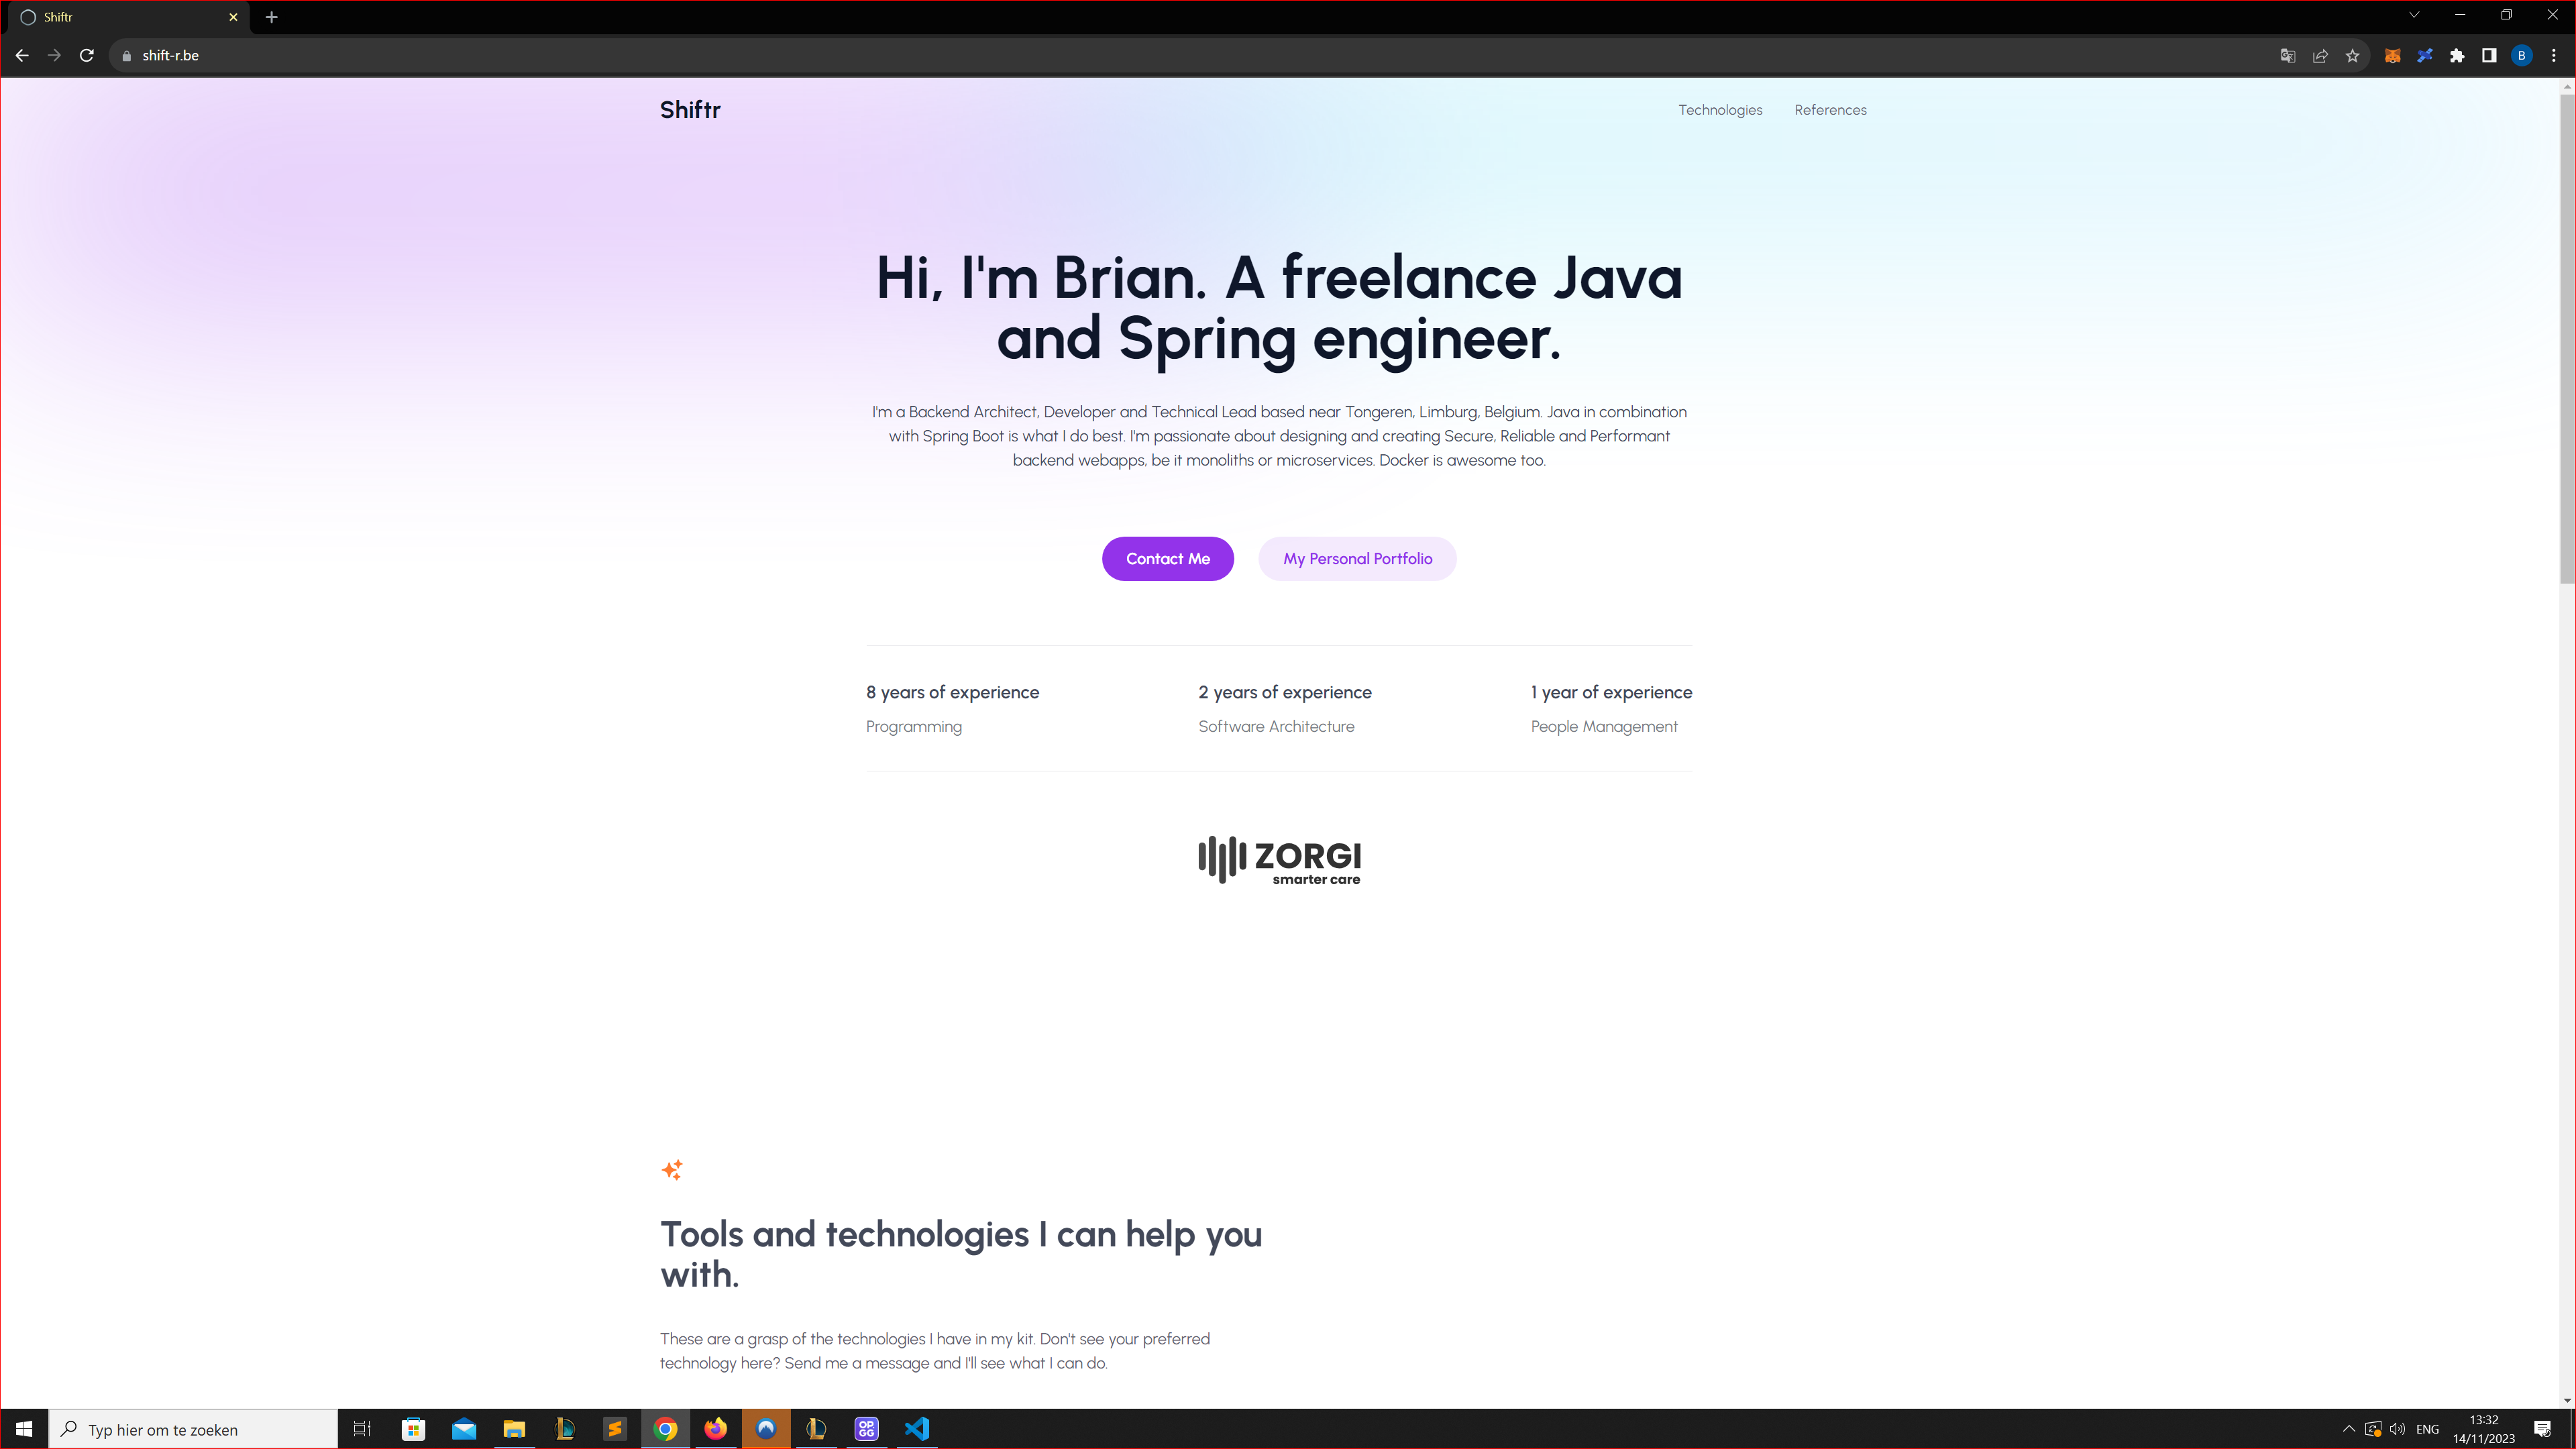 Shiftr
shift-r.be
B
Shiftr
Technologies
References
Hi, I'm Brian. A freelance Java
and Spring engineer.
I'm a Backend Architect, Developer and Technical Lead based near Tongeren, Limburg, Belgium. Java in combination
with Spring Boot is what I do best. I'm passionate about designing and creating Secure, Reliable and Performant
backend webapps, be it monoliths or microservices. Docker is awesome too.
Contact Me
My Personal Portfolio
8 years of experience
Programming
2 years of experience
Software Architecture
1 year of experience
People Management
ZORGI
smarter care
Tools and technologies I can help you
with.
These are a grasp of the technologies I have in my kit. Don't see your preferred
technology here? Send me a message and I'll see what I can do.
Typ hier om te zoeken
OP
GG
ENG
13:32
14/11/2023